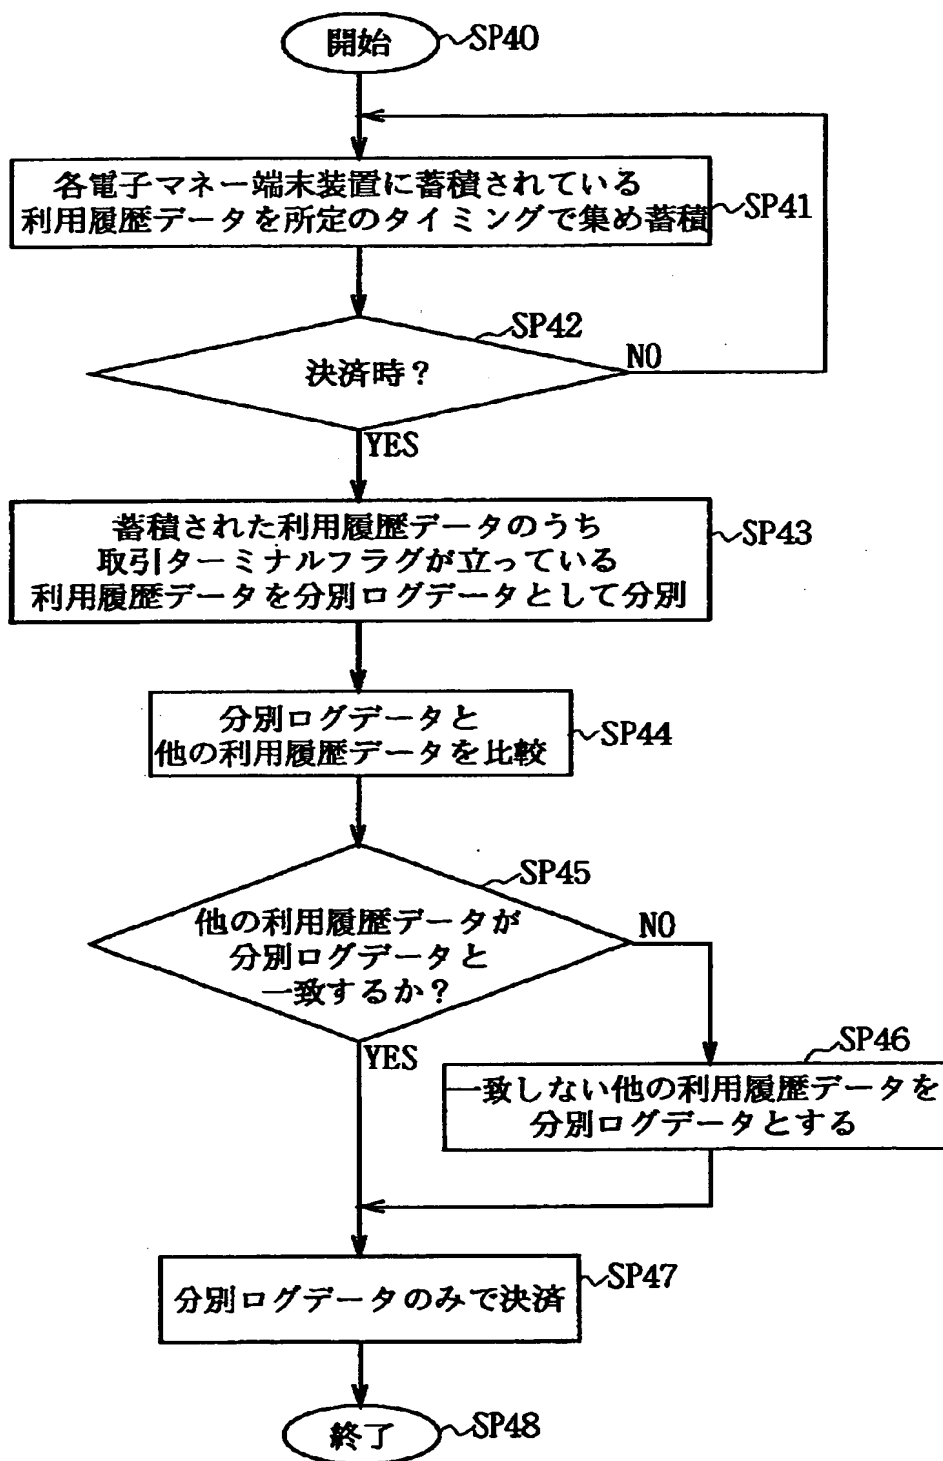 開始
SP40
各電子マネー端末装置に蓄積されている
利用履歴データを所定のタイミングで集め蓄積
SP41
SP42
決済時?
NO
YES
蓄積された利用履歴データのうち
取引ターミナルフラグが立っている
利用履歴データを分別ログデータとして分別
SP43
分別ログデータと
他の利用履歴データを比較
SP44
SP45
他の利用履歴データが
分別ログデータと
一致するか?
NO
YES
SP46
一致しない他の利用履歴データを
分別ログデータとする
分別ログデータのみで決済
SP47
終了
SP48